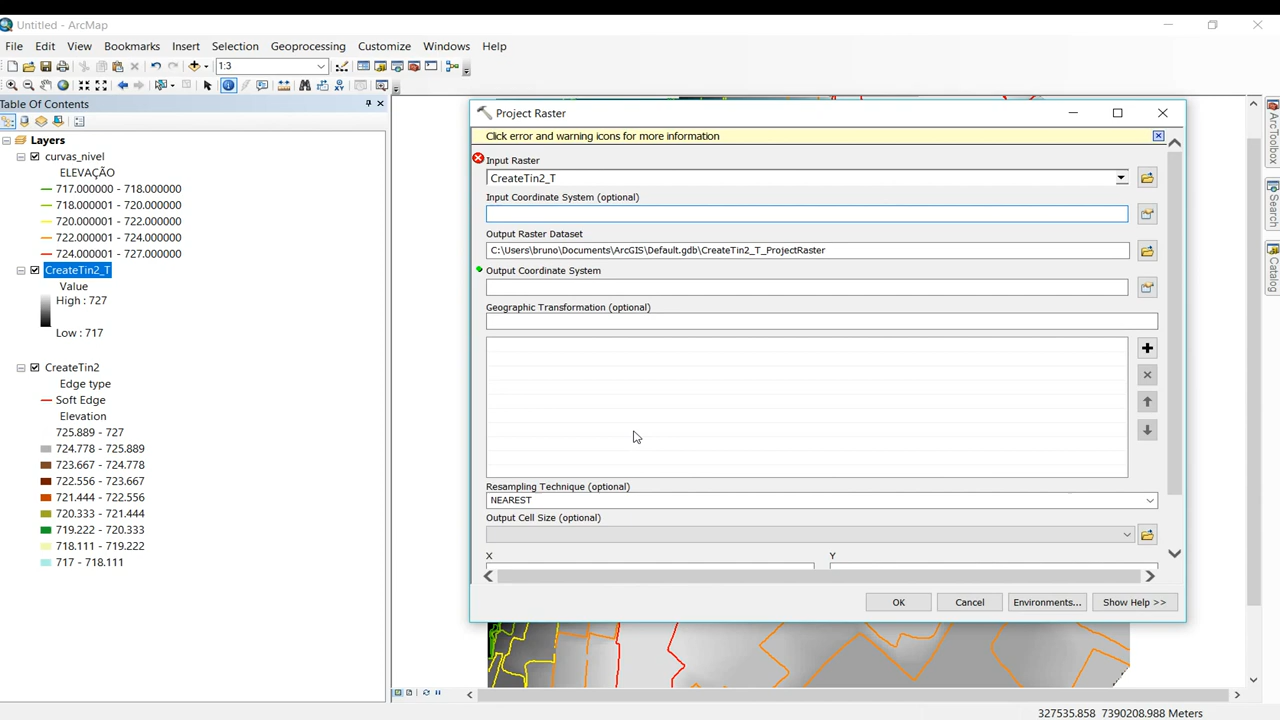 Untitled - ArcMap
File Edit View Bookmarks Insert Selection Geoprocessing Customize Windows Help
1:3
Table Of Contents
Layers
curvas_nivel
ELEVAÇÃO
717.000000 - 718.000000
718.000001 - 720.000000
720.000001 - 722.000000
722.000001 - 724.000000
724.000001 - 727.000000
CreateTin2_T
Value
High : 727
Low : 717
CreateTin2
Edge type
Soft Edge
Elevation
725.889 - 727
724.778 - 725.889
723.667 - 724.778
722.556 - 723.667
721.444 - 722.556
720.333 - 721.444
719.222 - 720.333
718.111 - 719.222
717 - 718.111
Project Raster
Click error and warning icons for more information
Input Raster
CreateTin2_T
Input Coordinate System (optional)
Output Raster Dataset
C:\Users\bruno\Documents\ArcGIS\Default.gdb\CreateTin2_T_ProjectRaster
Output Coordinate System
Geographic Transformation (optional)
Resampling Technique (optional)
NEAREST
Output Cell Size (optional)
X Y
OK Cancel Environments... Show Help >>
ArcToolbox
Search
Catalog
327535.858 7390208.988 Meters